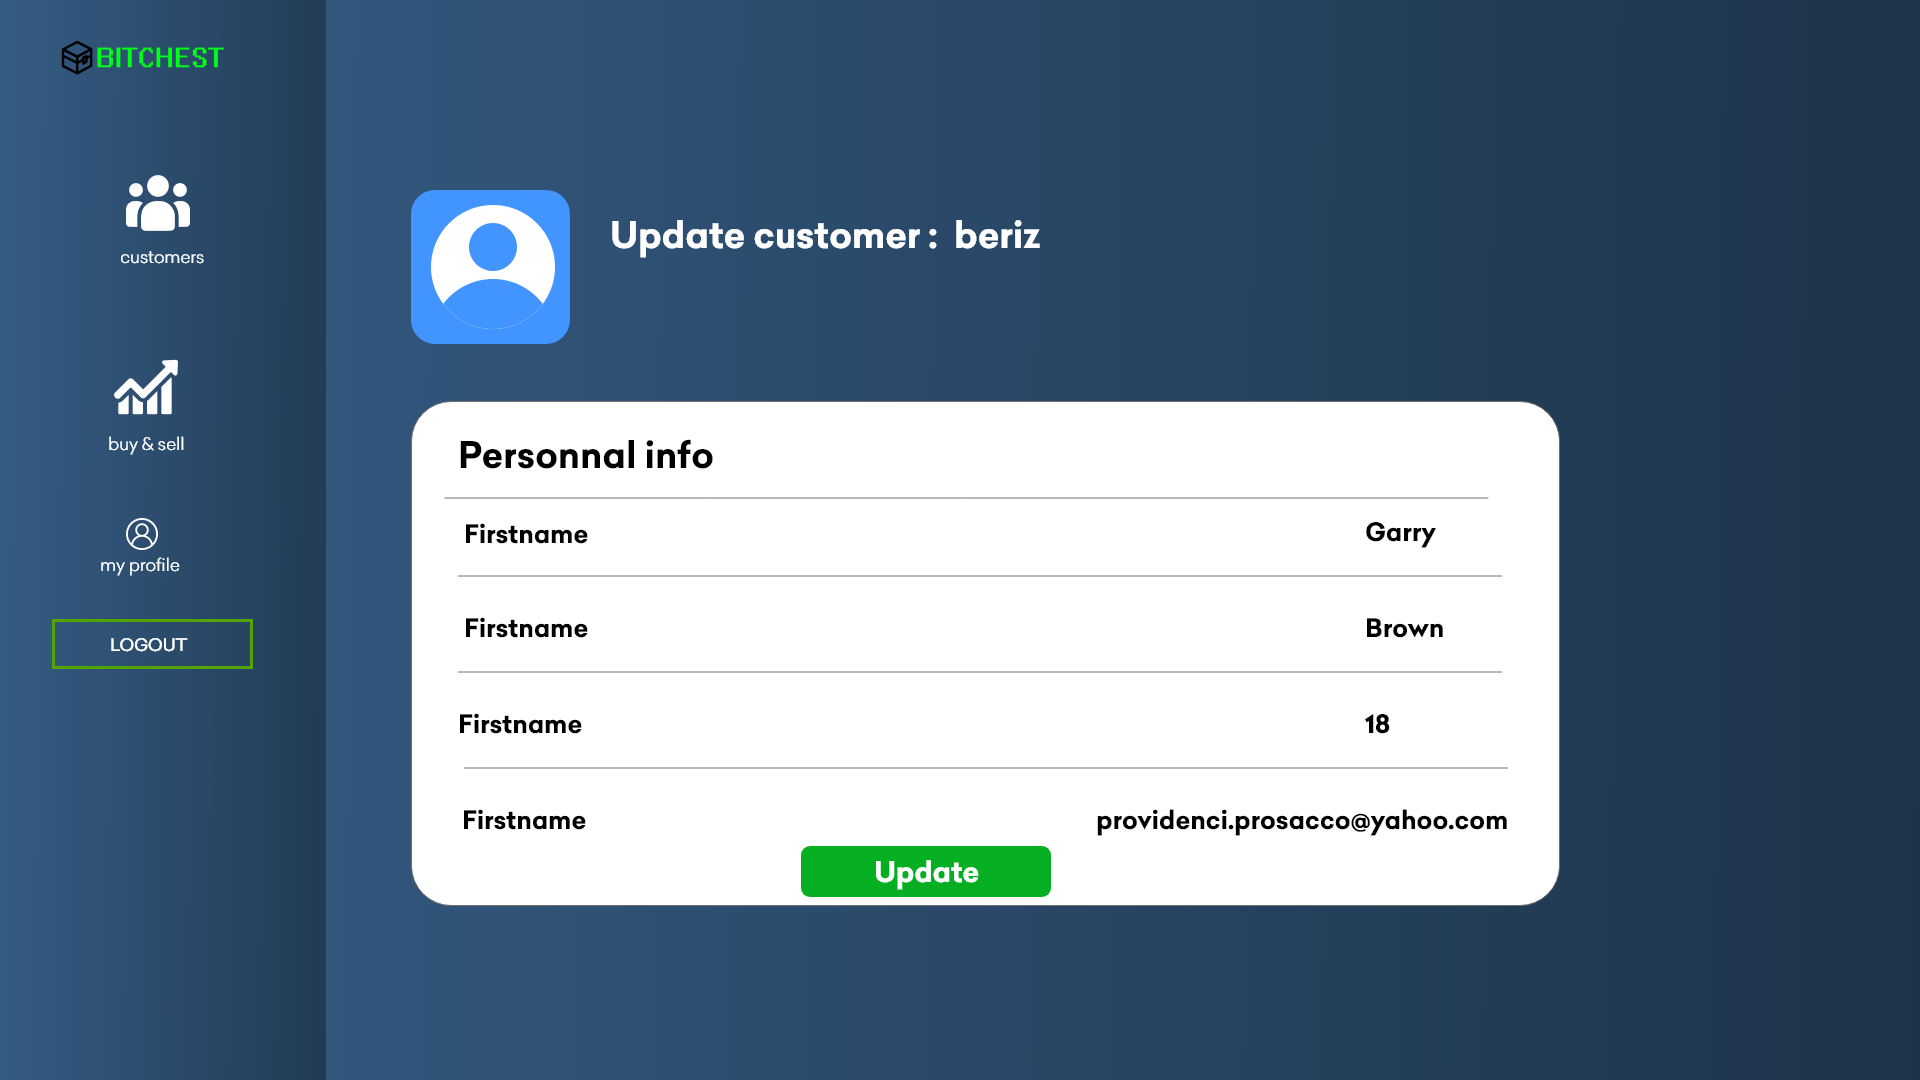 BITCHEST
customers
buy & sell
my profile
LOGOUT
Update customer : beriz
Personnal info
Firstname Garry
Firstname Brown
Firstname 18
Firstname providenci.prosacco@yahoo.com
Update